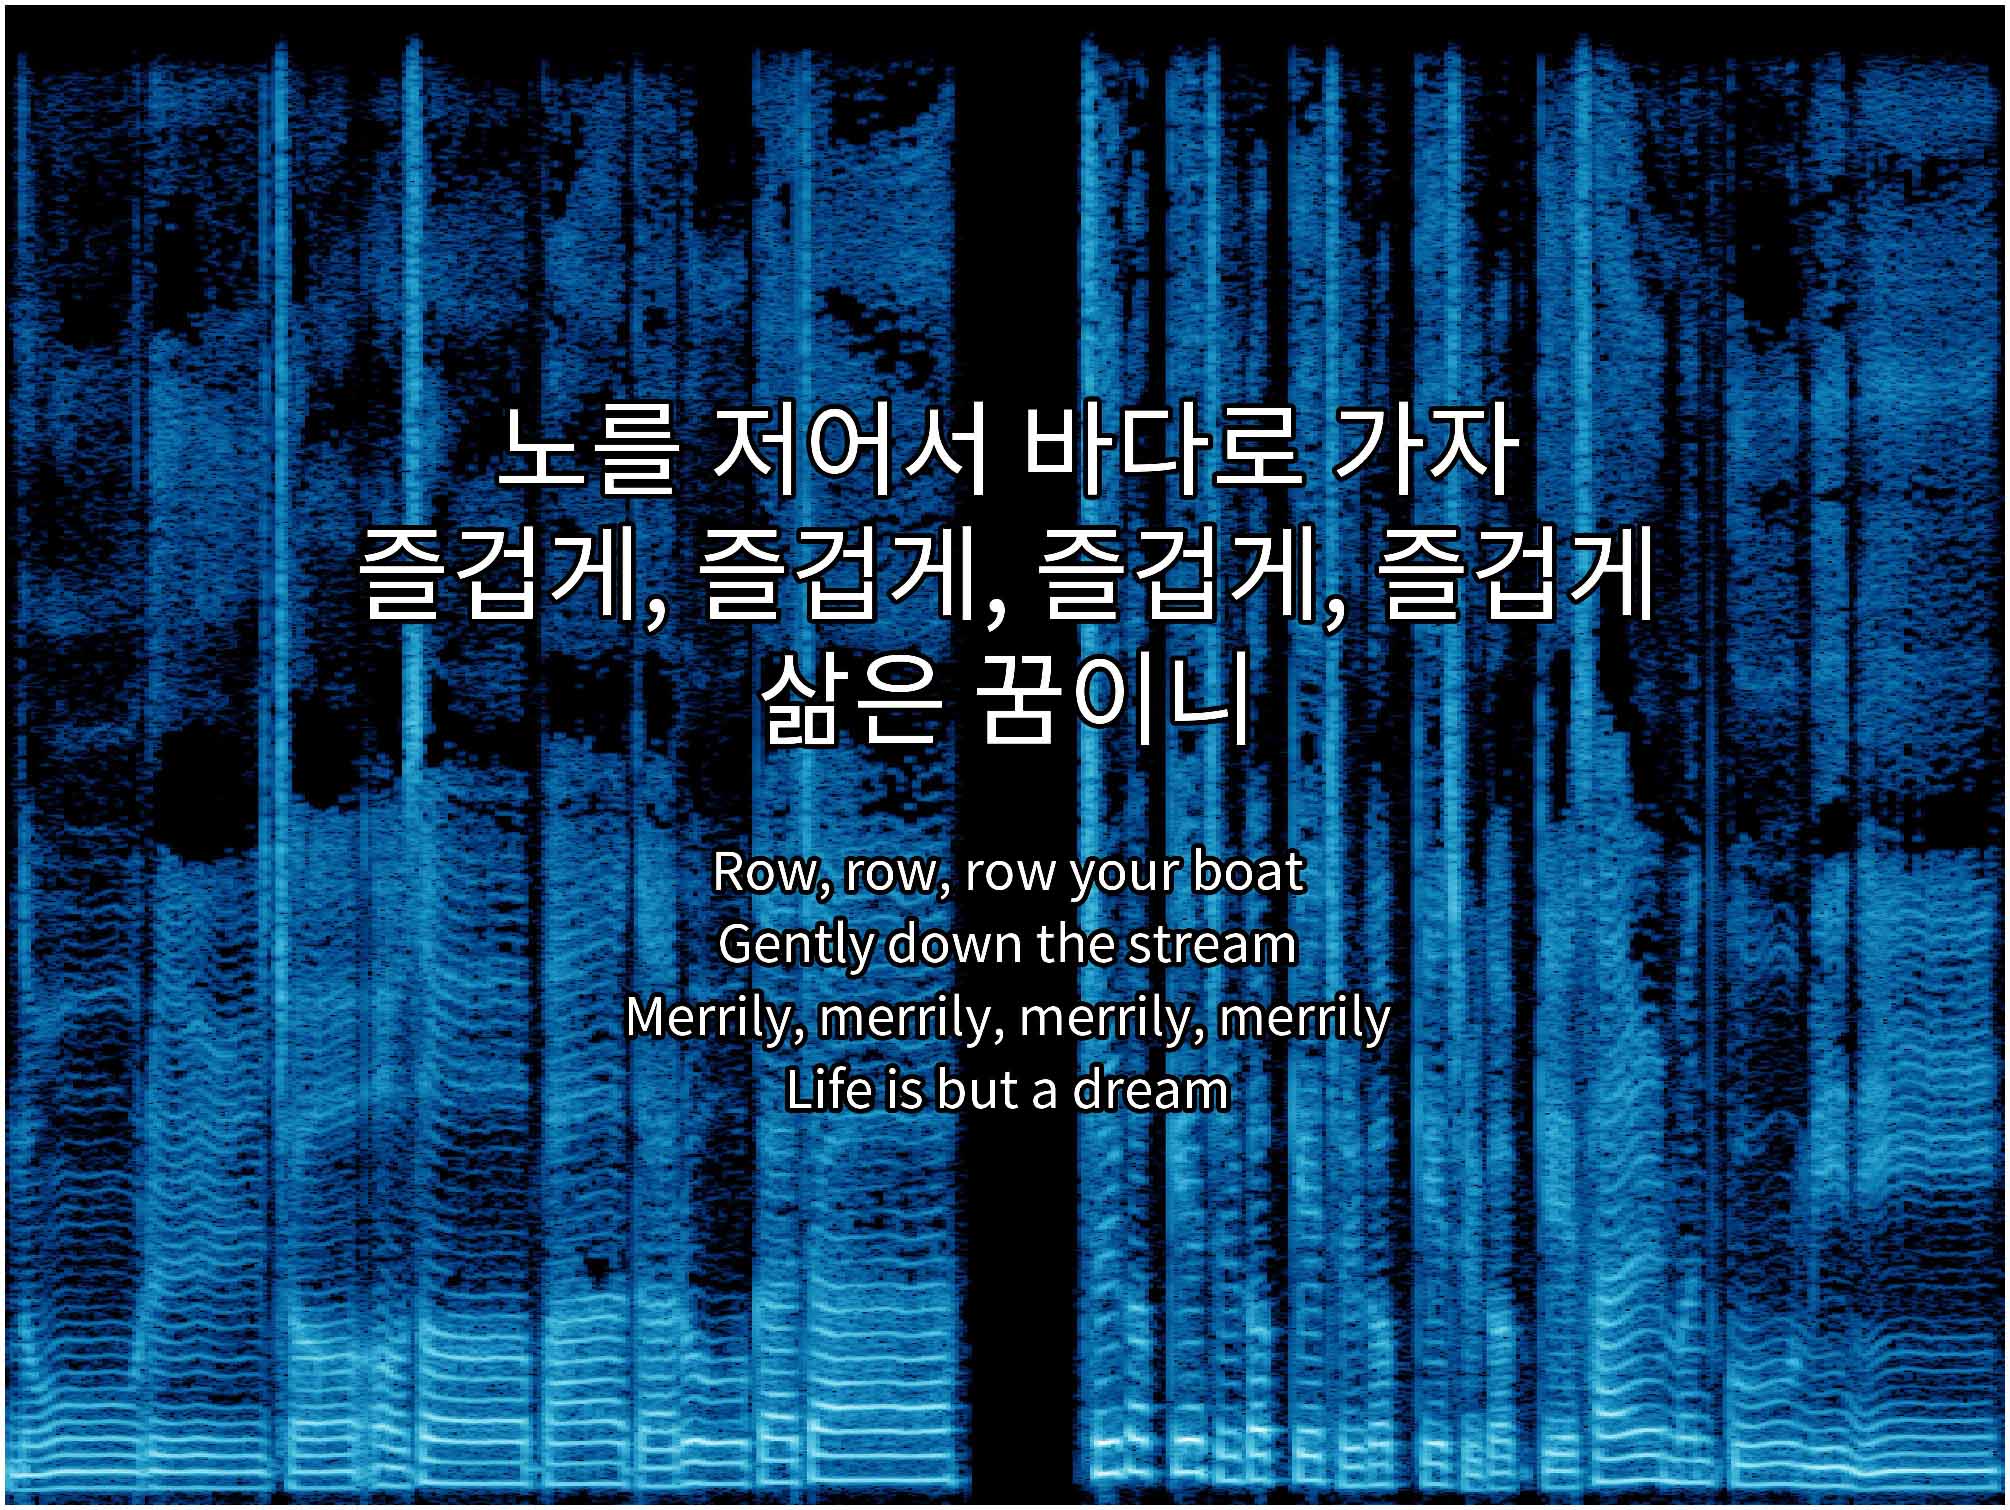 노를 저어서 바다로 가자
즐겁게, 즐겁게, 즐겁게, 즐겁게
삶은 꿈이니
Row, row, row your boat
Gently down the stream
Merrily, merrily, merrily, merrily
Life is but a dream